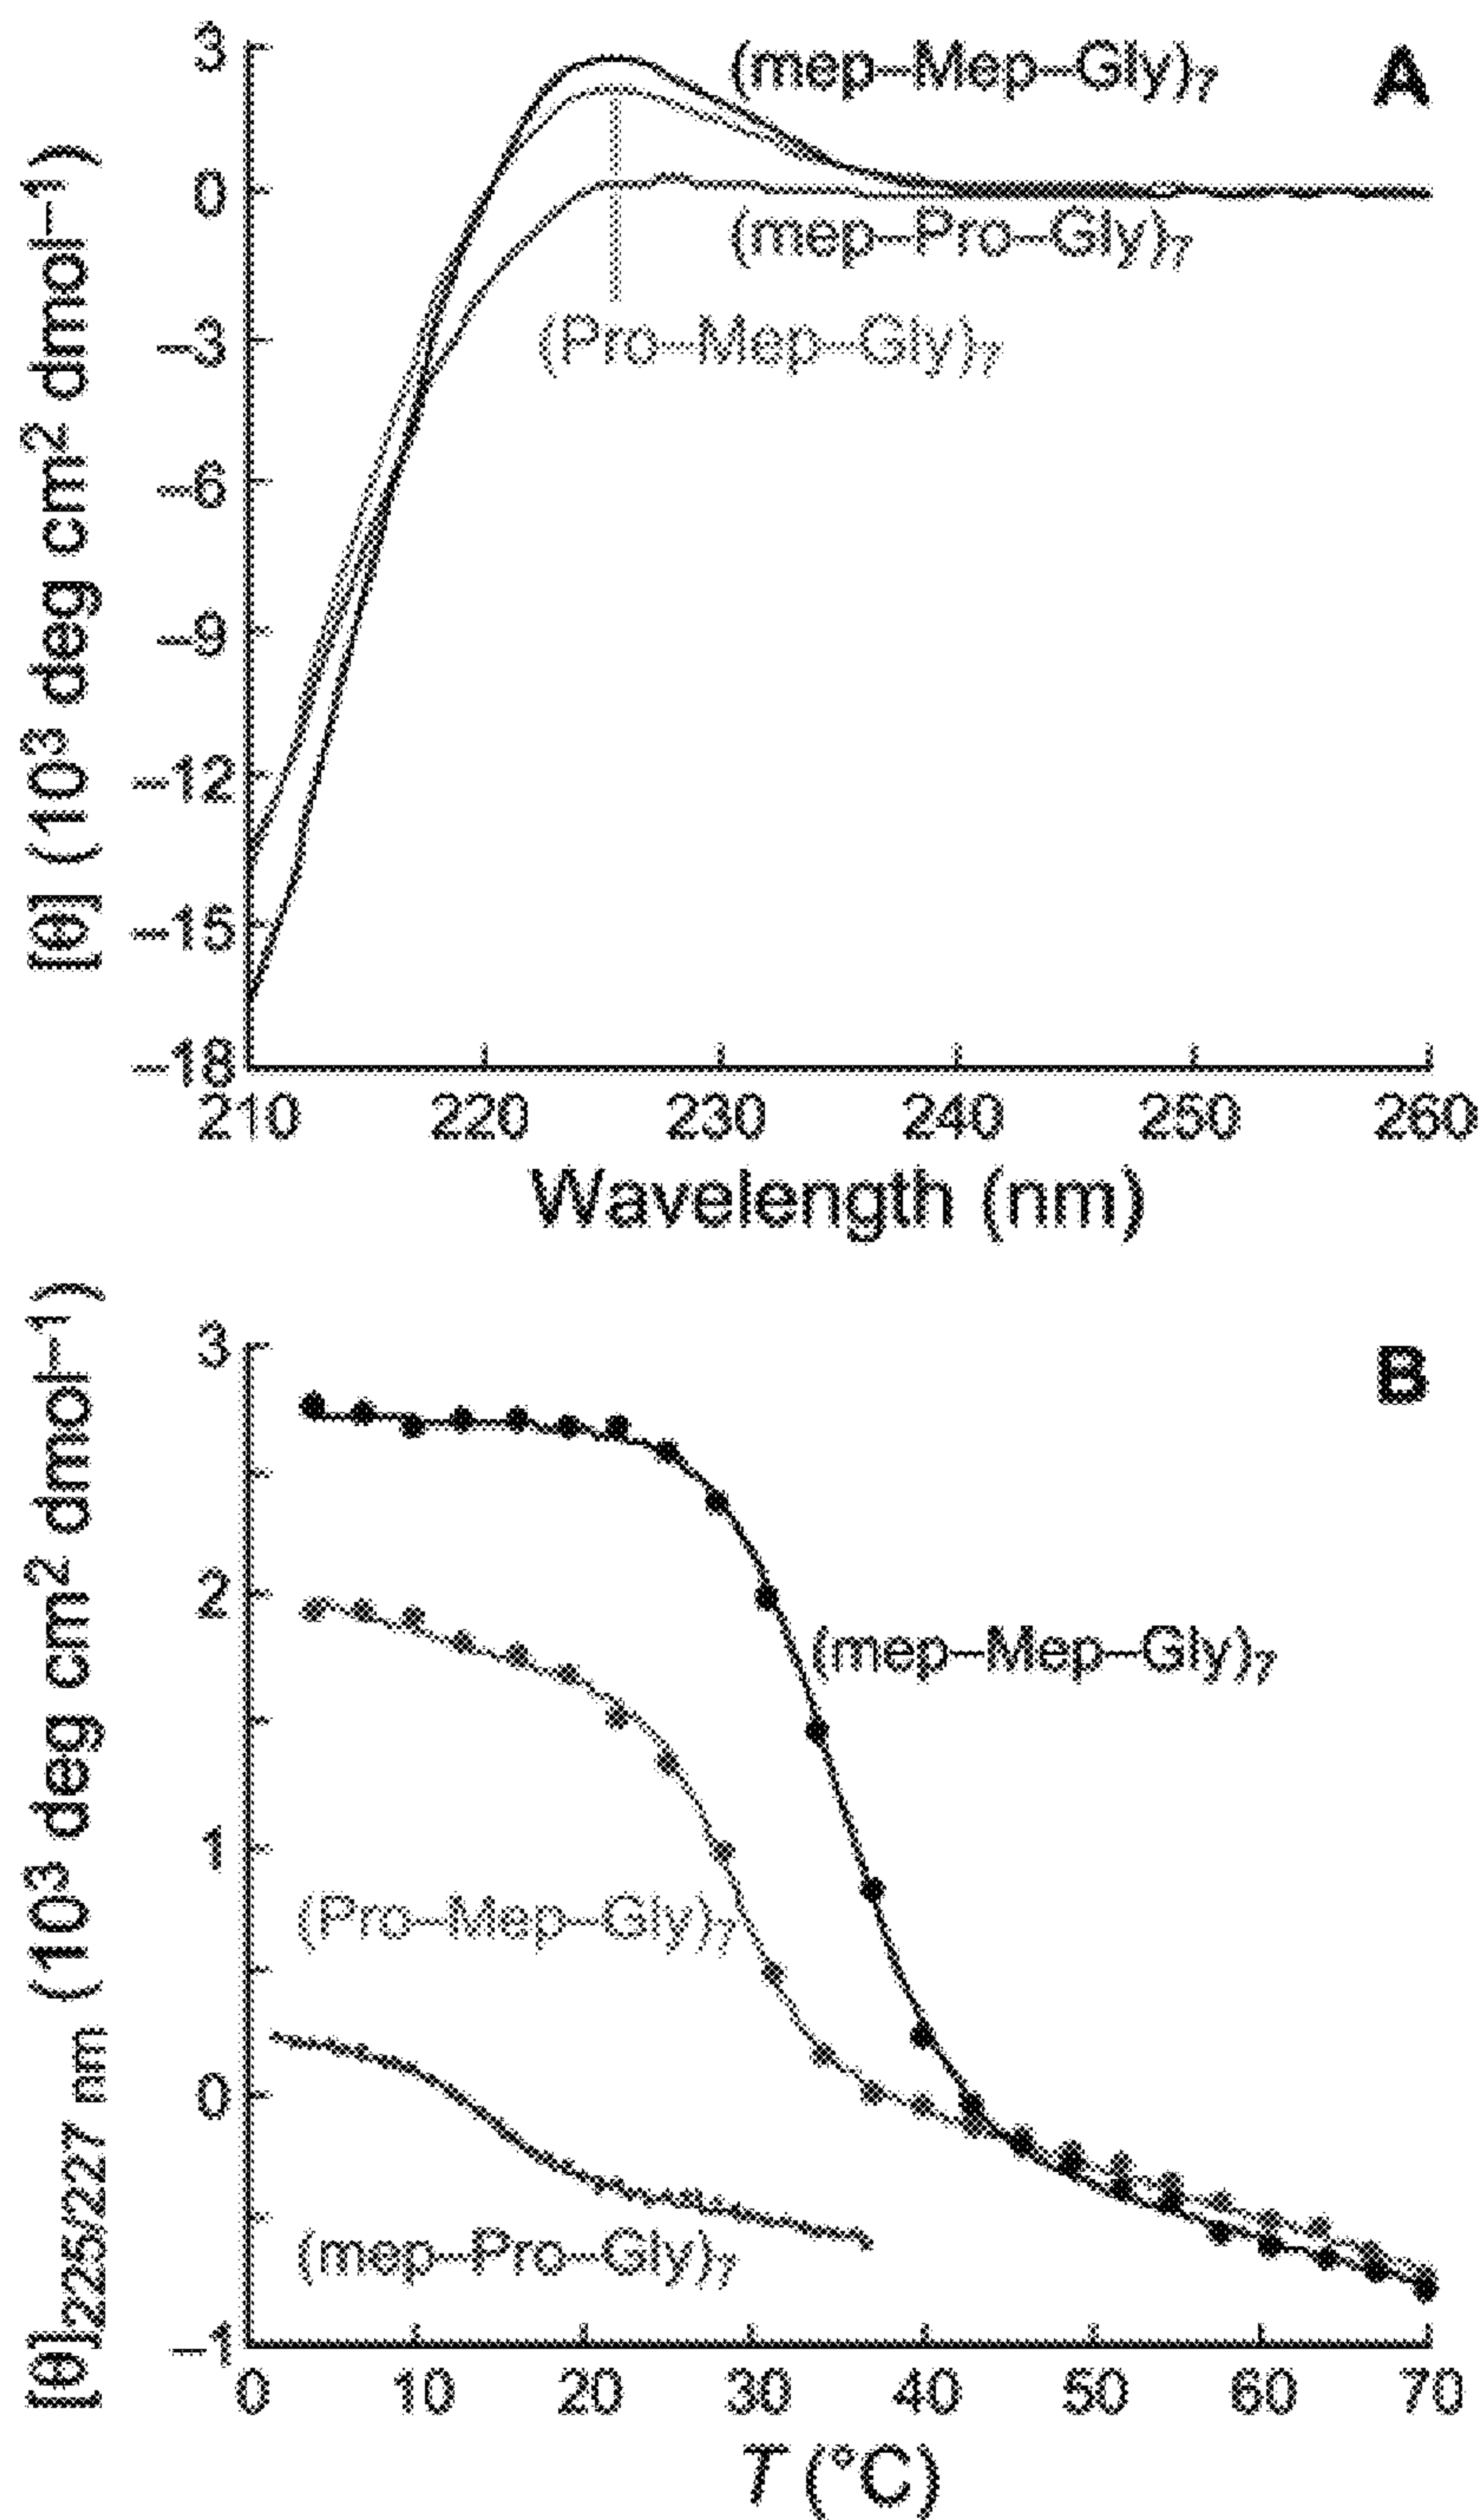 A
[θ] (10³ deg cm² dmol⁻¹)
3
0
–3
–6
–9
–12
–15
–18
(mep–Mep–Gly)₇
(mep–Pro–Gly)₇
(Pro–Mep–Gly)₇
210 220 230 240 250 260
Wavelength (nm)
B
[θ]225/227 nm (10³ deg cm² dmol⁻¹)
3
2
1
0
–1
(mep–Mep–Gly)₇
(Pro–Mep–Gly)₇
(mep–Pro–Gly)₇
0 10 20 30 40 50 60 70
T (°C)